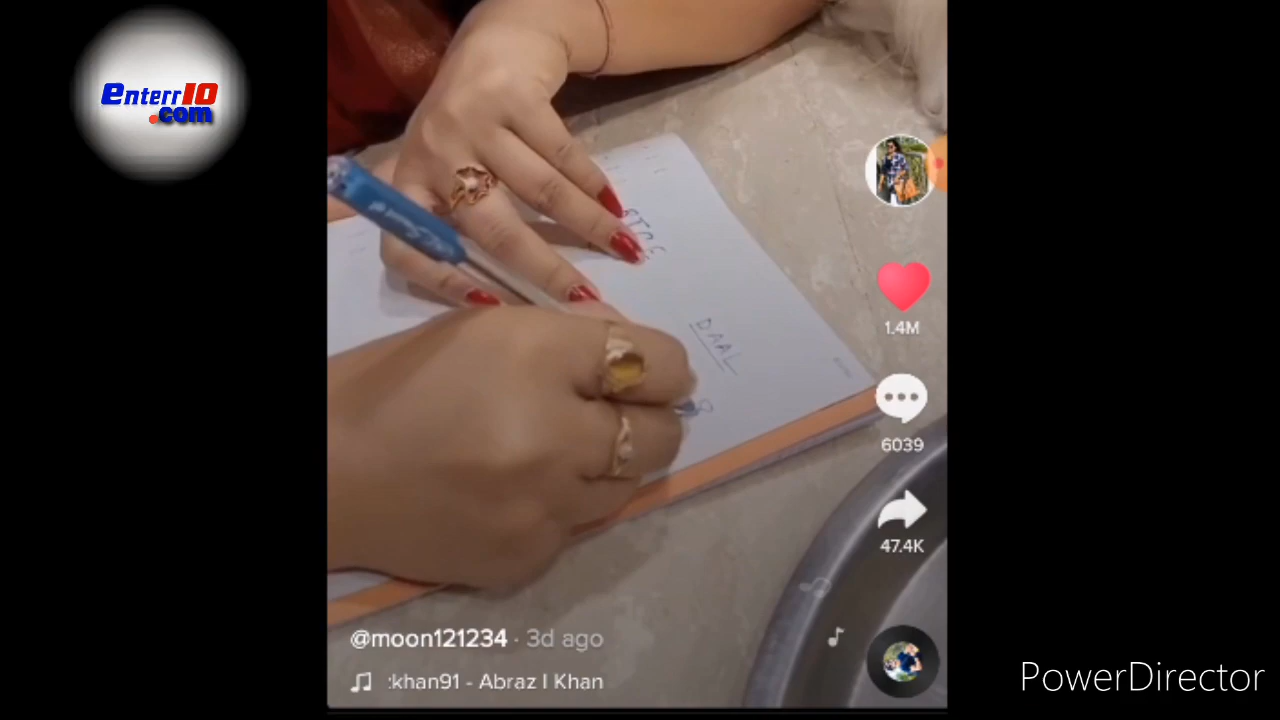 enterr10
.com
DAAL
1.4M
6039
47.4K
@moon121234 · 3d ago
:khan91 - Abraz I Khan
PowerDirector